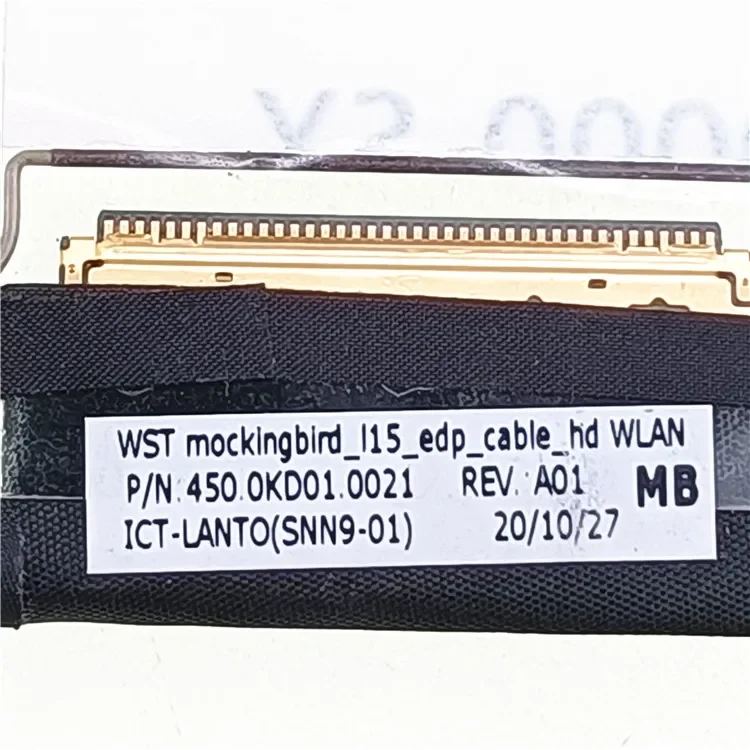 WST mockingbird_l15_edp_cable_hd WLAN
P/N:450.0KD01.0021 REV: A01 MB
ICT-LANTO(SNN9-01) 20/10/27